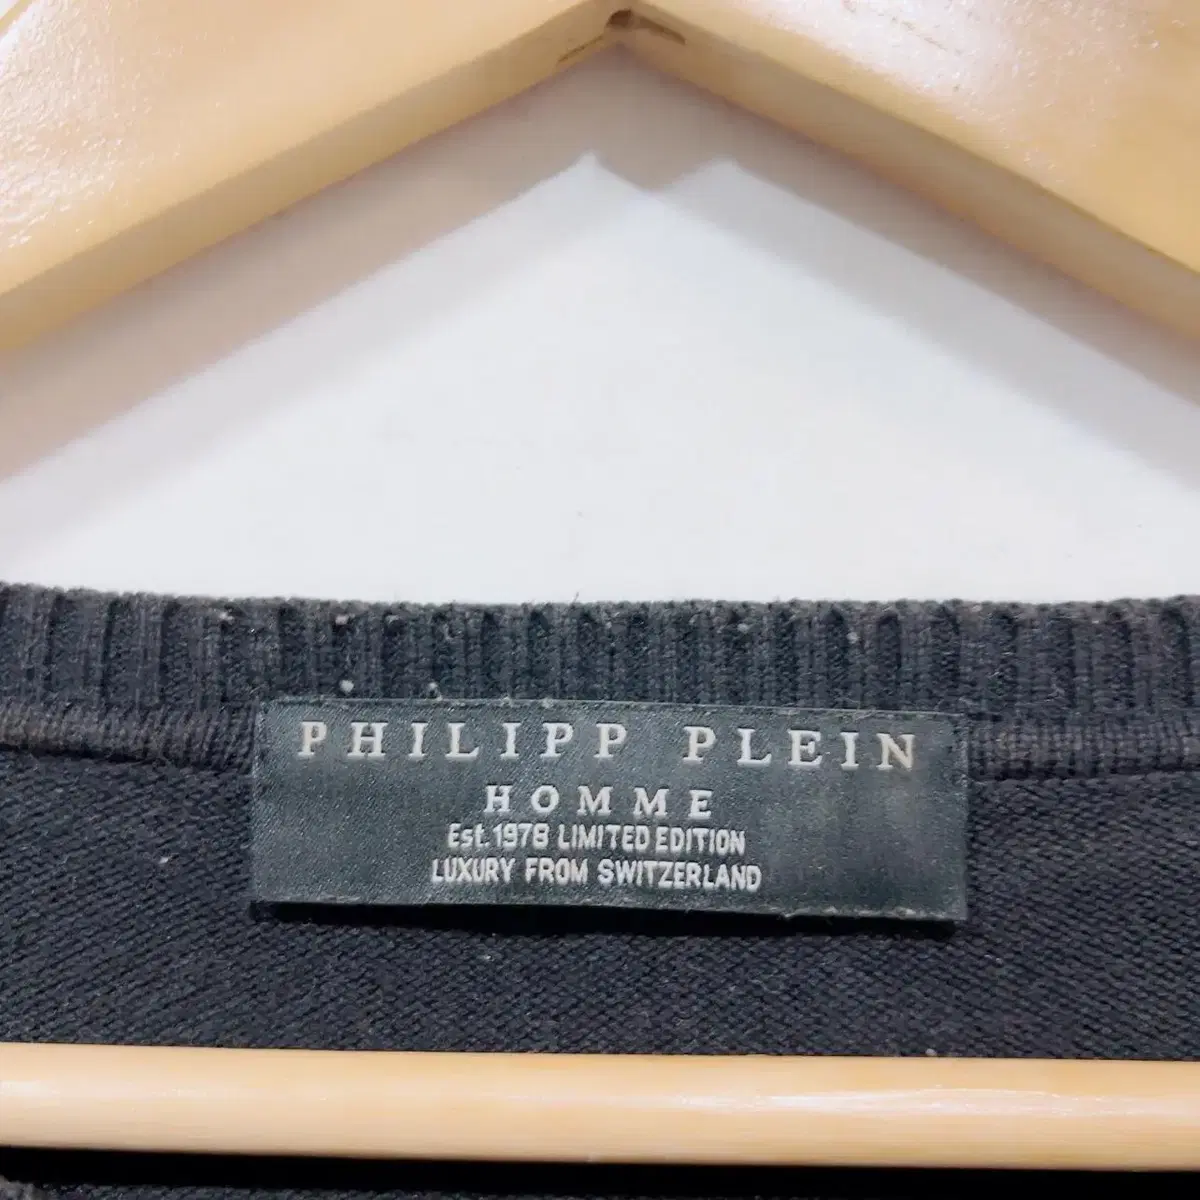 PHILIPP PLEIN
HOMME
Est. 1978 LIMITED EDITION
LUXURY FROM SWITZERLAND